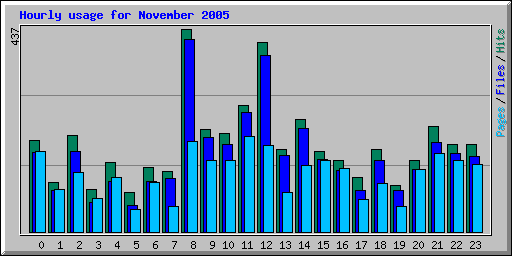 Hourly usage for November 2005
437
Pages / Files / Hits
0 1 2 3 4 5 6 7 8 9 10 11 12 13 14 15 16 17 18 19 20 21 22 23